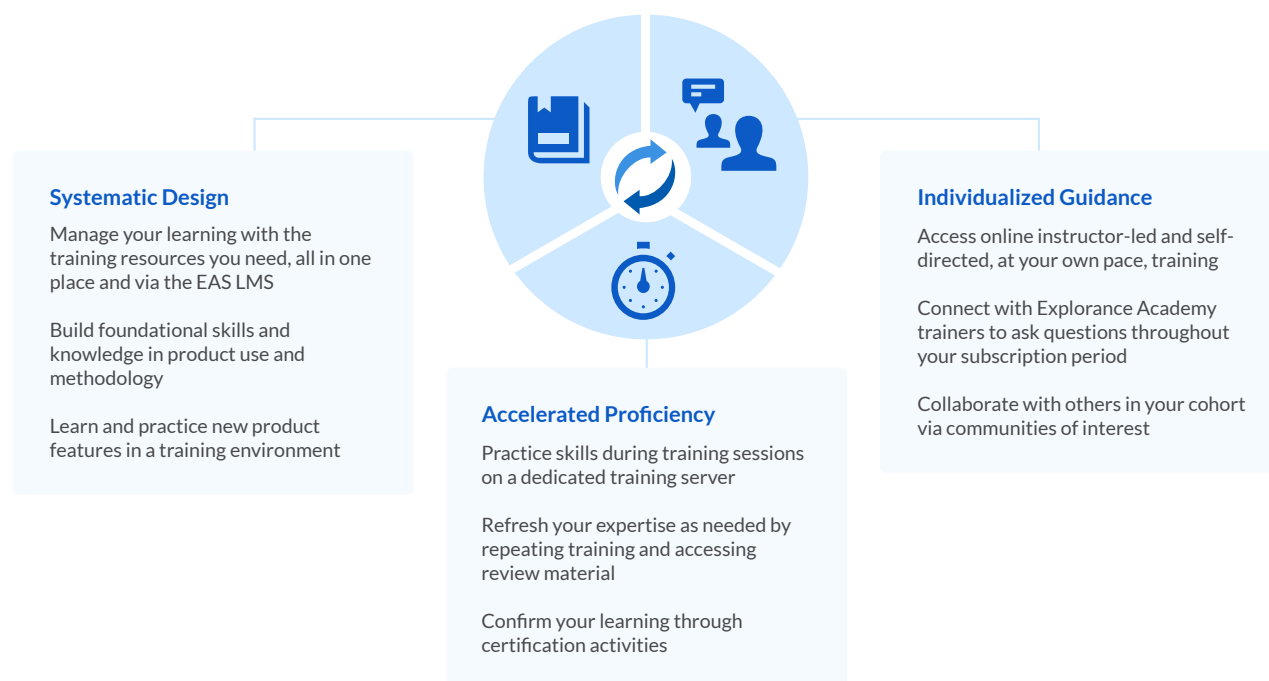 Systematic Design
Manage your learning with the
training resources you need, all in one
place and via the EAS LMS
Build foundational skills and
knowledge in product use and
methodology
Learn and practice new product
features in a training environment
Accelerated Proficiency
Practice skills during training sessions
on a dedicated training server
Refresh your expertise as needed by
repeating training and accessing
review material
Confirm your learning through
certification activities
Individualized Guidance
Access online instructor-led and self-
directed, at your own pace, training
Connect with Explorance Academy
trainers to ask questions throughout
your subscription period
Collaborate with others in your cohort
via communities of interest